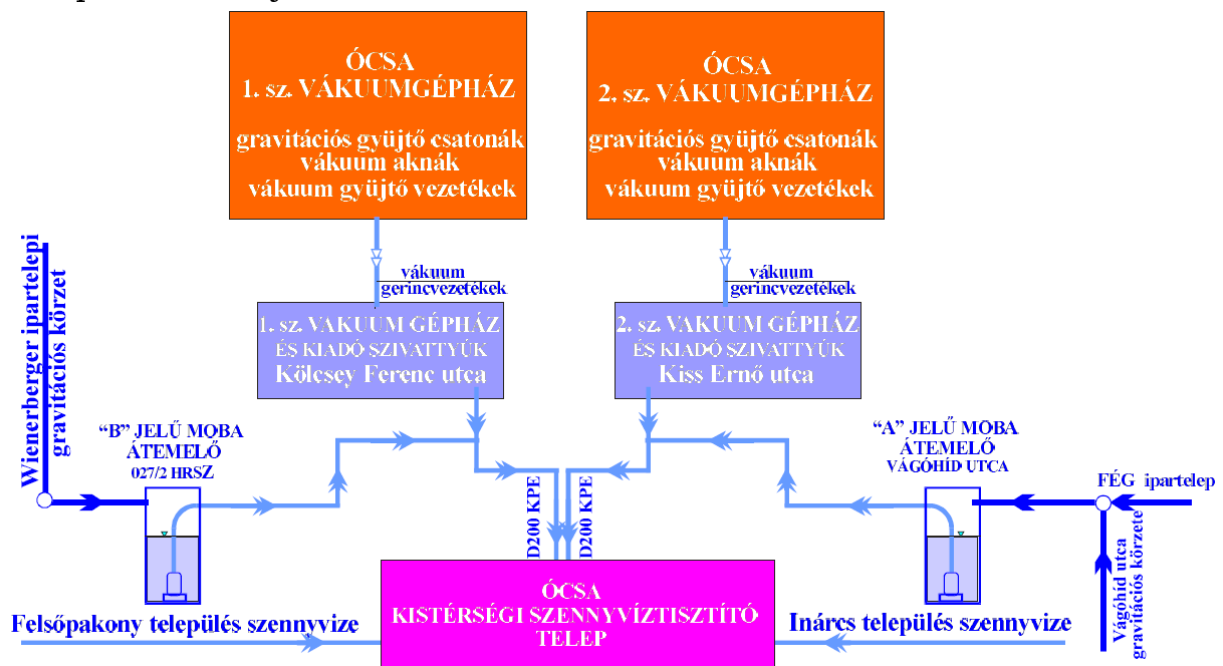 ÓCSA
1. sz. VÁKUUMGÉPHÁZ
gravitációs gyüjtő csatonák
vákuum aknák
vákuum gyüjtő vezetékek
ÓCSA
2. sz. VÁKUUMGÉPHÁZ
gravitációs gyüjtő csatonák
vákuum aknák
vákuum gyüjtő vezetékek
vákuum
gerincvezetékek
vákuum
gerincvezetékek
1. sz. VAKUUM GÉPHÁZ
ÉS KIADÓ SZIVATTYÚK
Kölcsey Ferenc utca
2. sz. VAKUUM GÉPHÁZ
ÉS KIADÓ SZIVATTYÚK
Kiss Ernő utca
Wienerberger ipartelepi
gravitációs körzet
“B” JELŰ MOBA
ÁTEMELŐ
027/2 HRSZ
“A” JELŰ MOBA
ÁTEMELŐ
VÁGÓHÍD UTCA
FÉG ipartelep
Vágóhíd utca
gravitációs körzete
D200 KPE
D200 KPE
ÓCSA
KISTÉRSÉGI SZENNYVÍZTISZTÍTÓ
TELEP
Felsőpakony település szennyvize
Inárcs település szennyvize